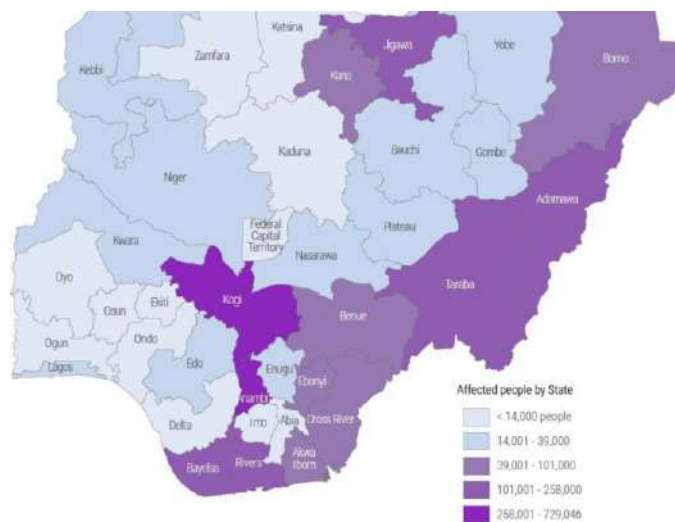 Katsina
Jigawa
Yobe
Zamfara
Borno
Kebbi
Kano
Kaduna
Bauchi
Gombe
Niger
Adamawa
Federal
Capital
Territory
Plateau
Kwara
Nasarawa
Oyo
Taraba
Kogi
Ekiti
Osun
Benue
Ondo
Ogun
Edo
Enugu
Lagos
Ebonyi
Anambr
Affected people by State
Delta
Imo
Abia
Cross River
< 14,000 people
14,001 - 39,000
Akwa
Ibom
Bayelsa
Rivers
39,001 - 101,000
101,001 - 258,000
258,001 - 729,046